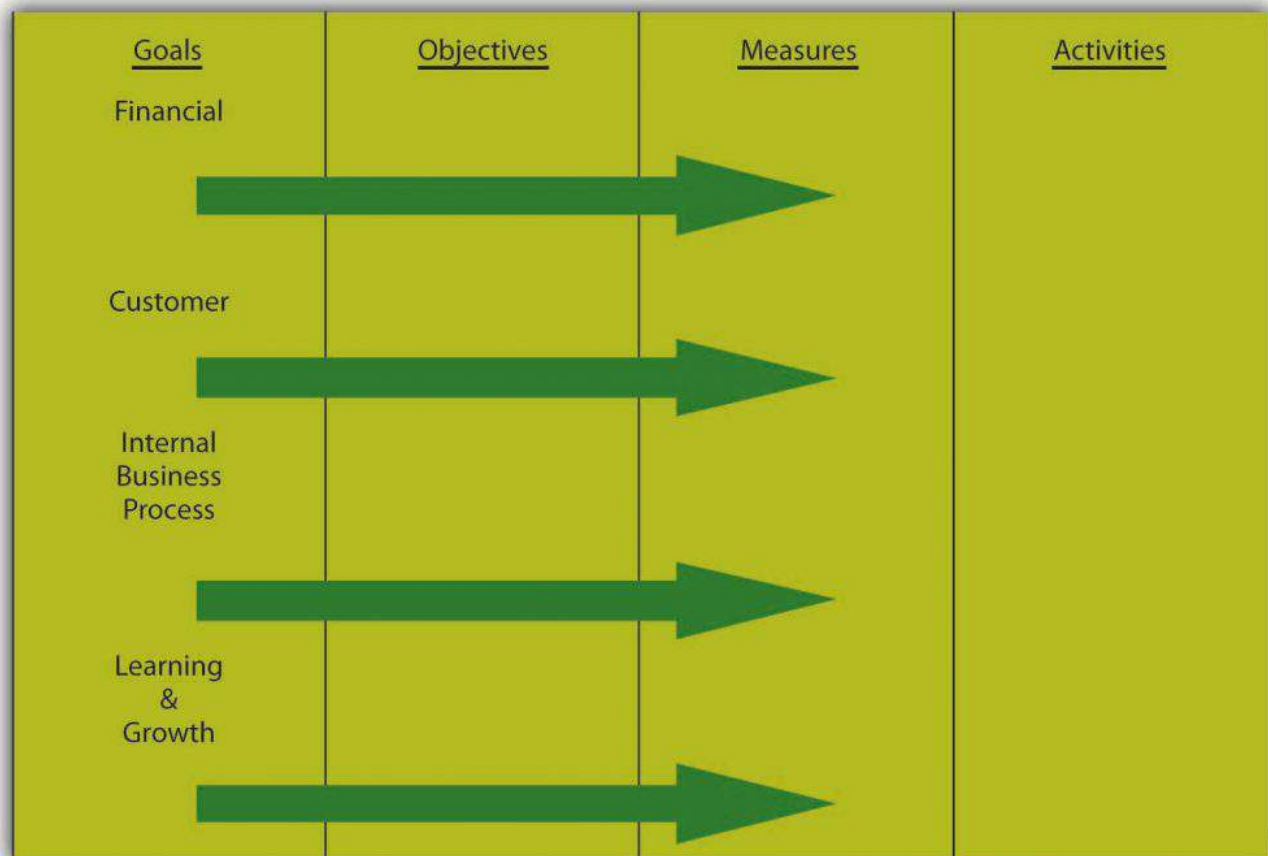 Goals
Objectives
Measures
Activities
Financial
Customer
Internal
Business
Process
Learning
&
Growth